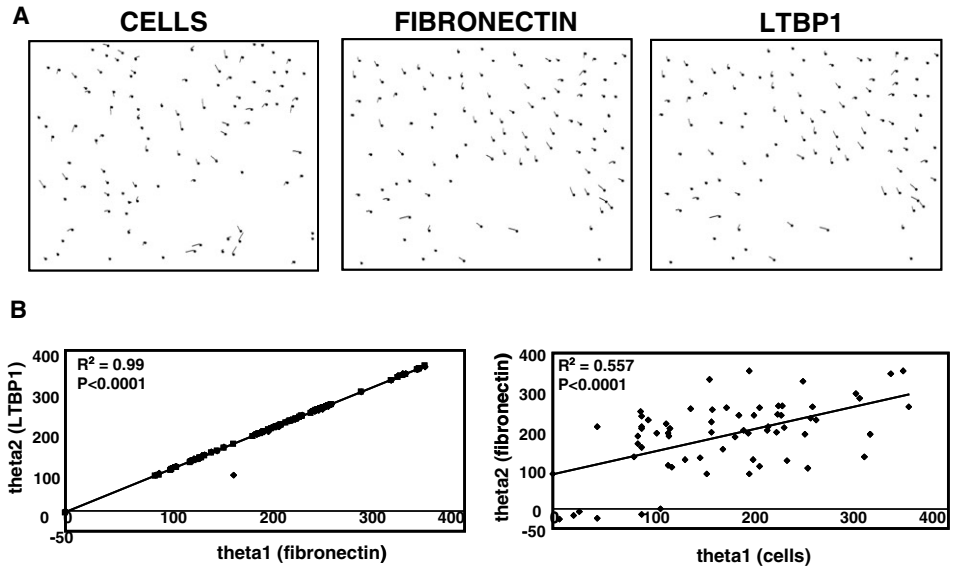 A
CELLS
FIBRONECTIN
LTBP1
B
theta2 (LTBP1)
400
300
200
100
0
-50
R² = 0.99
P<0.0001
0
100
200
300
400
theta1 (fibronectin)
theta2 (fibronectin)
400
300
200
100
0
-50
R² = 0.557
P<0.0001
0
100
200
300
400
theta1 (cells)